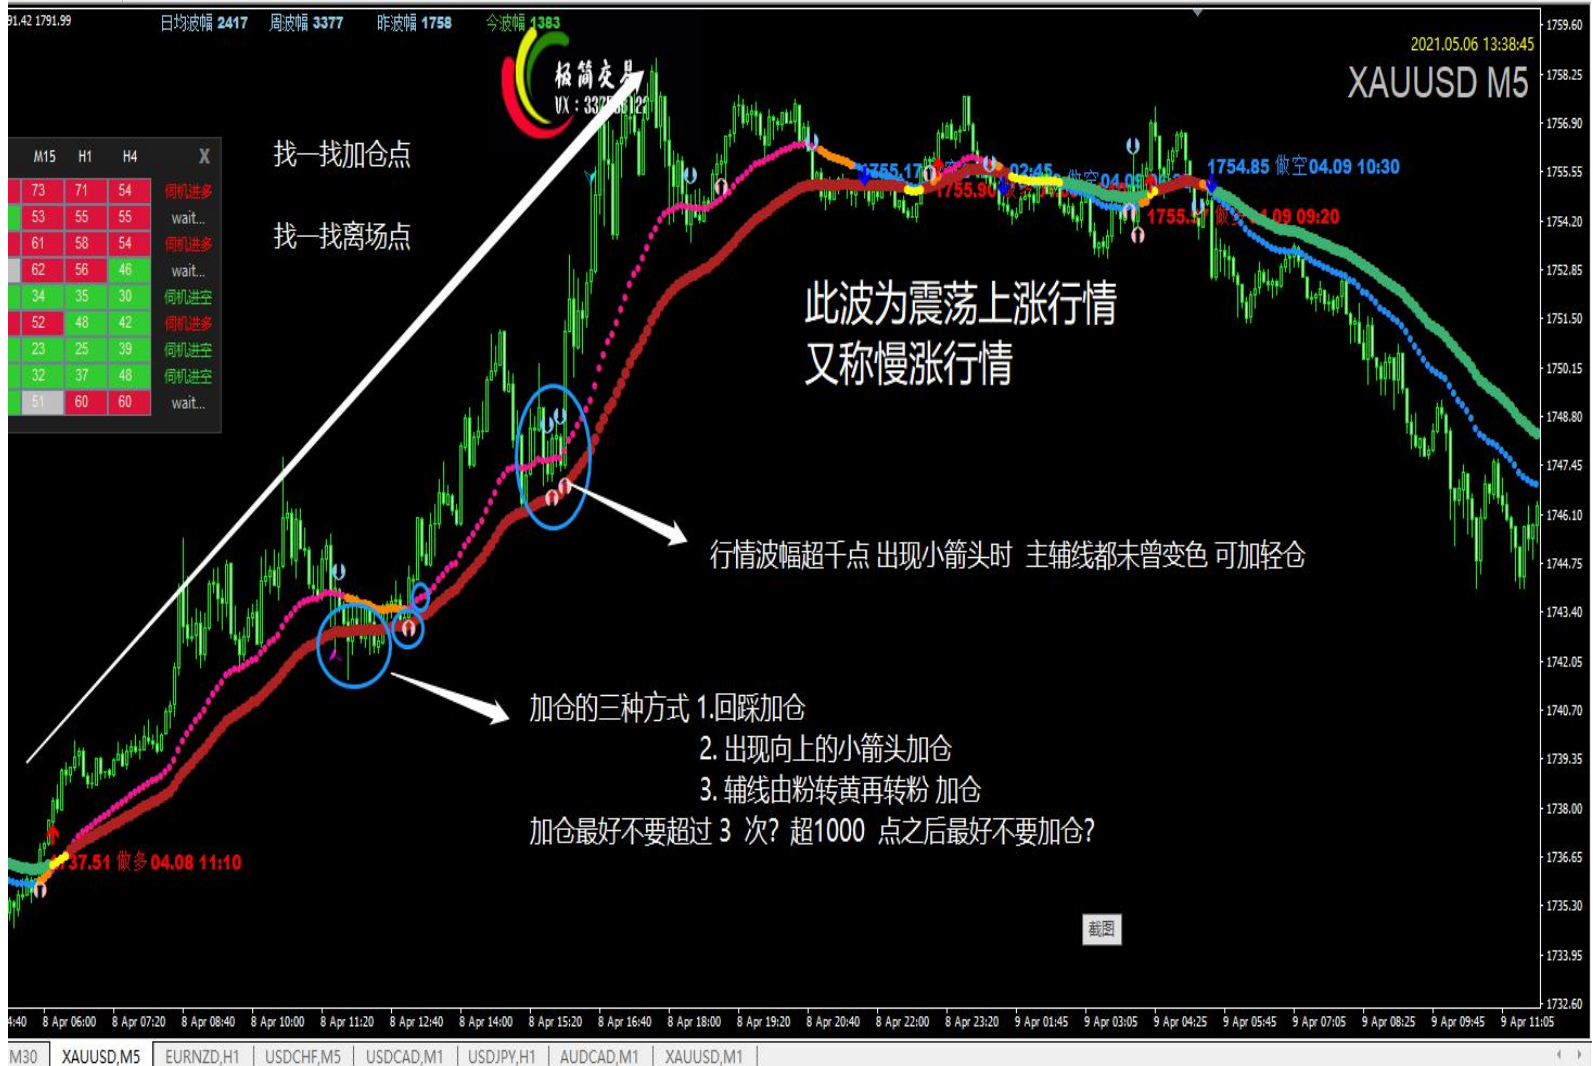 91.42 1791.99
日均波幅 2417 周波幅 3377 昨波幅 1758 今波幅 1383
2021.05.06 13:38:45
XAUUSD M5
极简交易
找一找加仓点
找一找离场点
M15 H1 H4 X
73 71 54 伺机进多
53 55 55 wait...
61 58 54 伺机进多
62 56 46 wait...
34 35 30 伺机进空
52 48 42 伺机进多
23 25 39 伺机进空
32 37 48 伺机进空
51 60 60 wait...
1754.85 做空04.09 10:30
04.09 09:20
此波为震荡上涨行情
又称慢涨行情
行情波幅超千点 出现小箭头时 主辅线都未曾变色 可加轻仓
加仓的三种方式 1.回踩加仓
2. 出现向上的小箭头加仓
3. 辅线由粉转黄再转粉 加仓
加仓最好不要超过 3 次? 超1000 点之后最好不要加仓?
1737.51 做多 04.08 11:10
截图
1759.60
1758.25
1756.90
1755.55
1754.20
1752.85
1751.50
1750.15
1748.80
1747.45
1746.10
1744.75
1743.40
1742.05
1740.70
1739.35
1738.00
1736.65
1735.30
1733.95
1732.60
4:40 8 Apr 06:00 8 Apr 07:20 8 Apr 08:40 8 Apr 10:00 8 Apr 11:20 8 Apr 12:40 8 Apr 14:00 8 Apr 15:20 8 Apr 16:40 8 Apr 18:00 8 Apr 19:20 8 Apr 20:40 8 Apr 22:00 8 Apr 23:20 9 Apr 01:45 9 Apr 03:05 9 Apr 04:25 9 Apr 05:45 9 Apr 07:05 9 Apr 08:25 9 Apr 09:45 9 Apr 11:05
M30 XAUUSD,M5 EURNZD,H1 USDCHF,M5 USDCAD,M1 USDJPY,H1 AUDCAD,M1 XAUUSD,M1